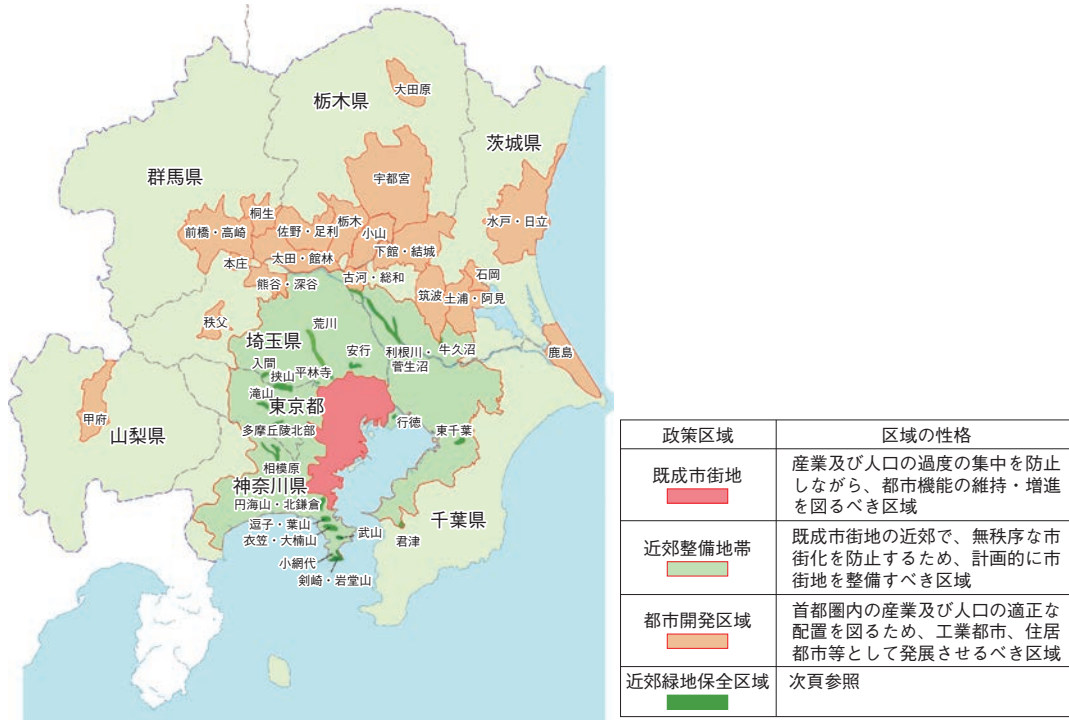 大田原
栃木県
茨城県
宇都宮
群馬県
桐生
栃木
前橋・高崎
佐野・足利
小山
水戸・日立
下館・結城
本庄
太田・館林
石岡
熊谷・深谷
古河・総和
筑波
土浦・阿見
秩父
荒川
埼玉県
安行
利根川・
菅生沼
牛久沼
鹿島
入間
狭山
平林寺
滝山
東京都
甲府
行徳
山梨県
多摩丘陵北部
東千葉
相模原
神奈川県
円海山・北鎌倉
千葉県
逗子・葉山
武山
衣笠・大楠山
君津
小網代
剣崎・岩堂山
政策区域
区域の性格
既成市街地
産業及び人口の過度の集中を防止
しながら、都市機能の維持・増進
を図るべき区域
近郊整備地帯
既成市街地の近郊で、無秩序な市
街化を防止するため、計画的に市
街地を整備すべき区域
都市開発区域
首都圏内の産業及び人口の適正な
配置を図るため、工業都市、住居
都市等として発展させるべき区域
近郊緑地保全区域
次頁参照